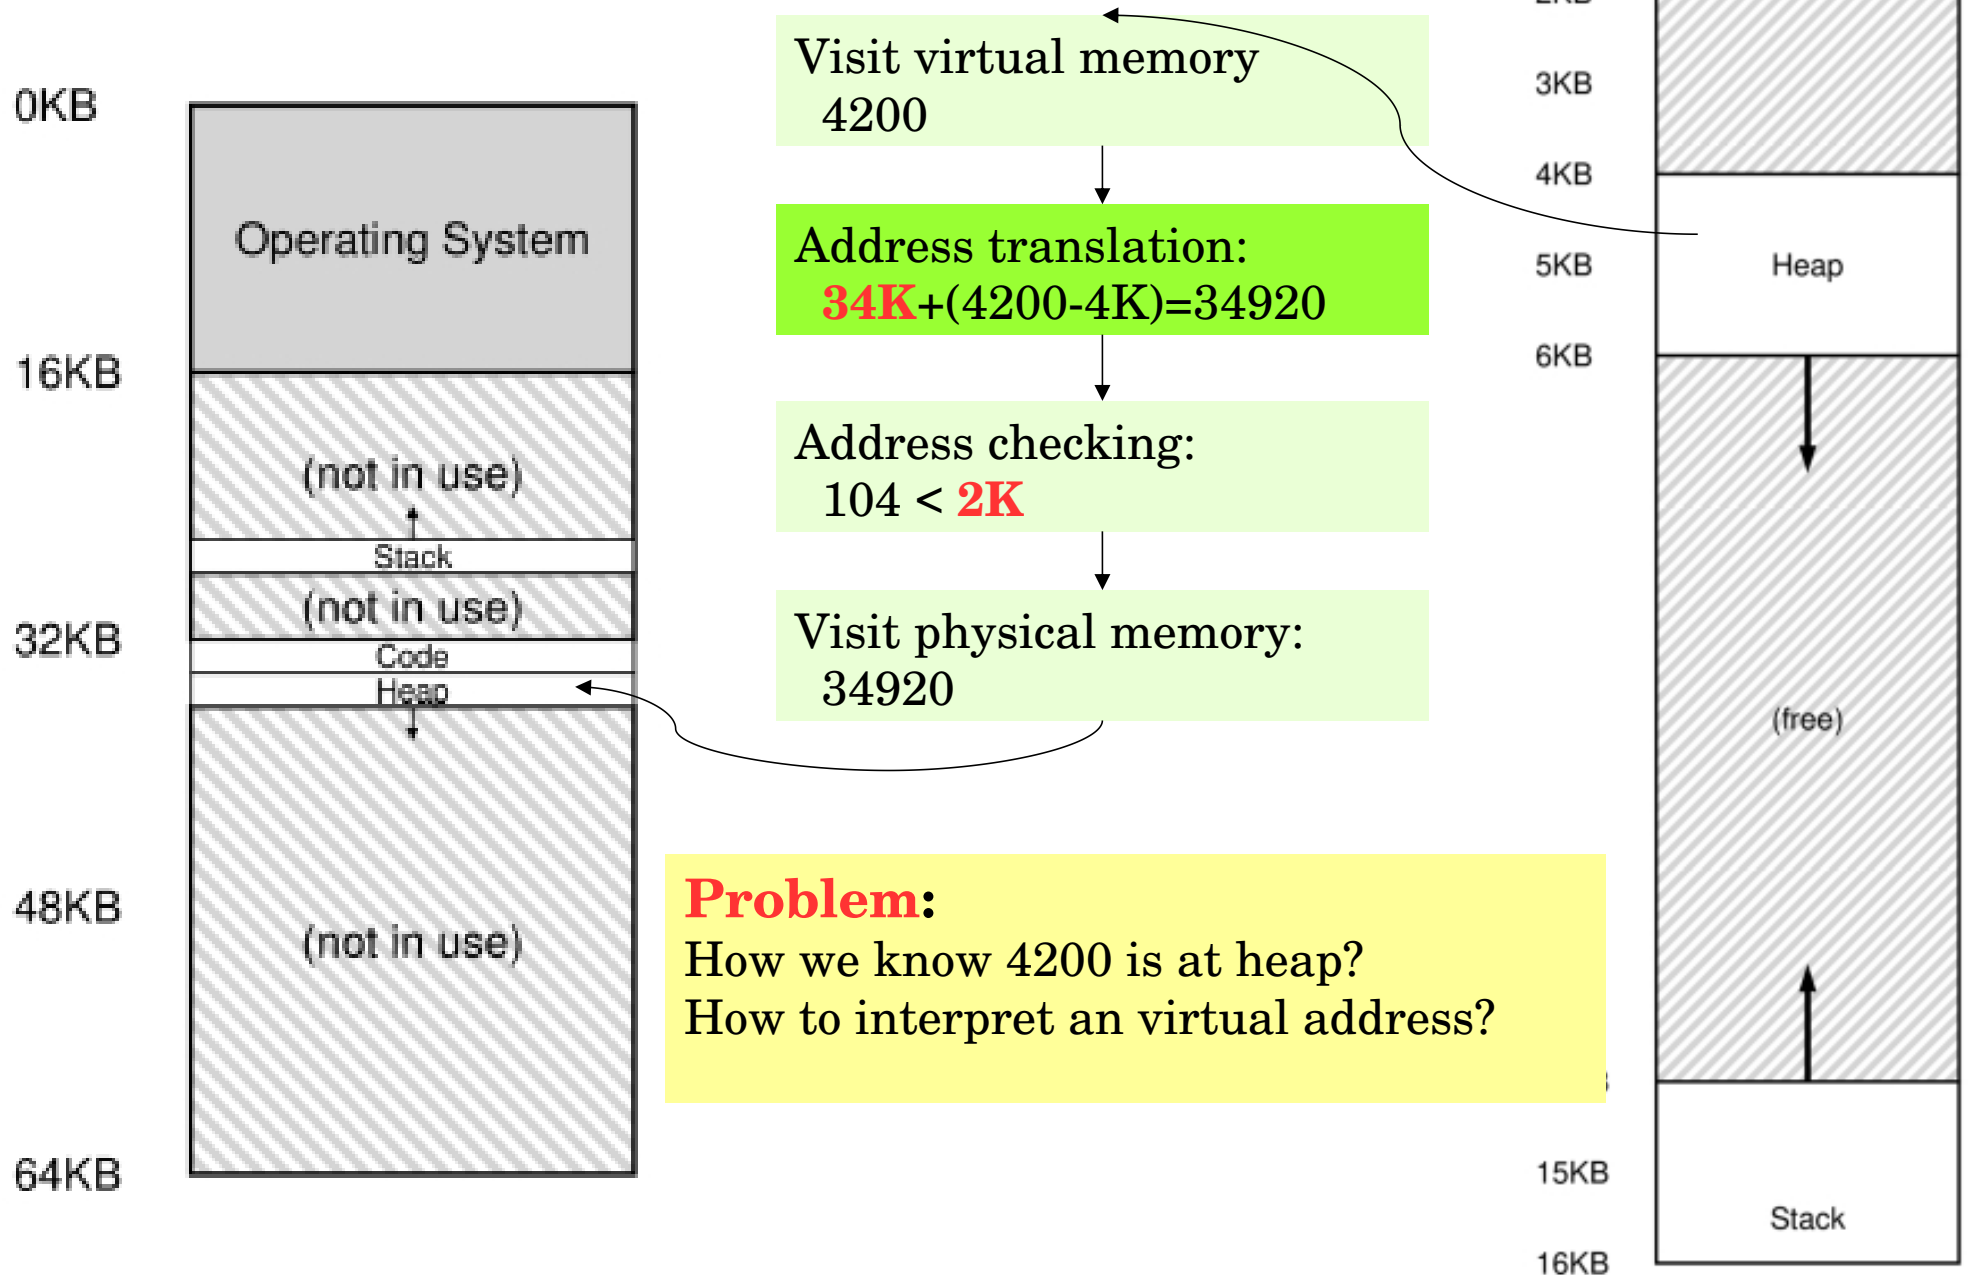 0KB
Operating System
16KB
(not in use)
Stack
(not in use)
32KB
Code
Heap
48KB
(not in use)
64KB
Visit virtual memory
4200
Address translation:
34K+(4200-4K)=34920
Address checking:
104 < 2K
Visit physical memory:
34920
Problem:
How we know 4200 is at heap?
How to interpret an virtual address?
3KB
4KB
5KB
Heap
6KB
(free)
15KB
Stack
16KB